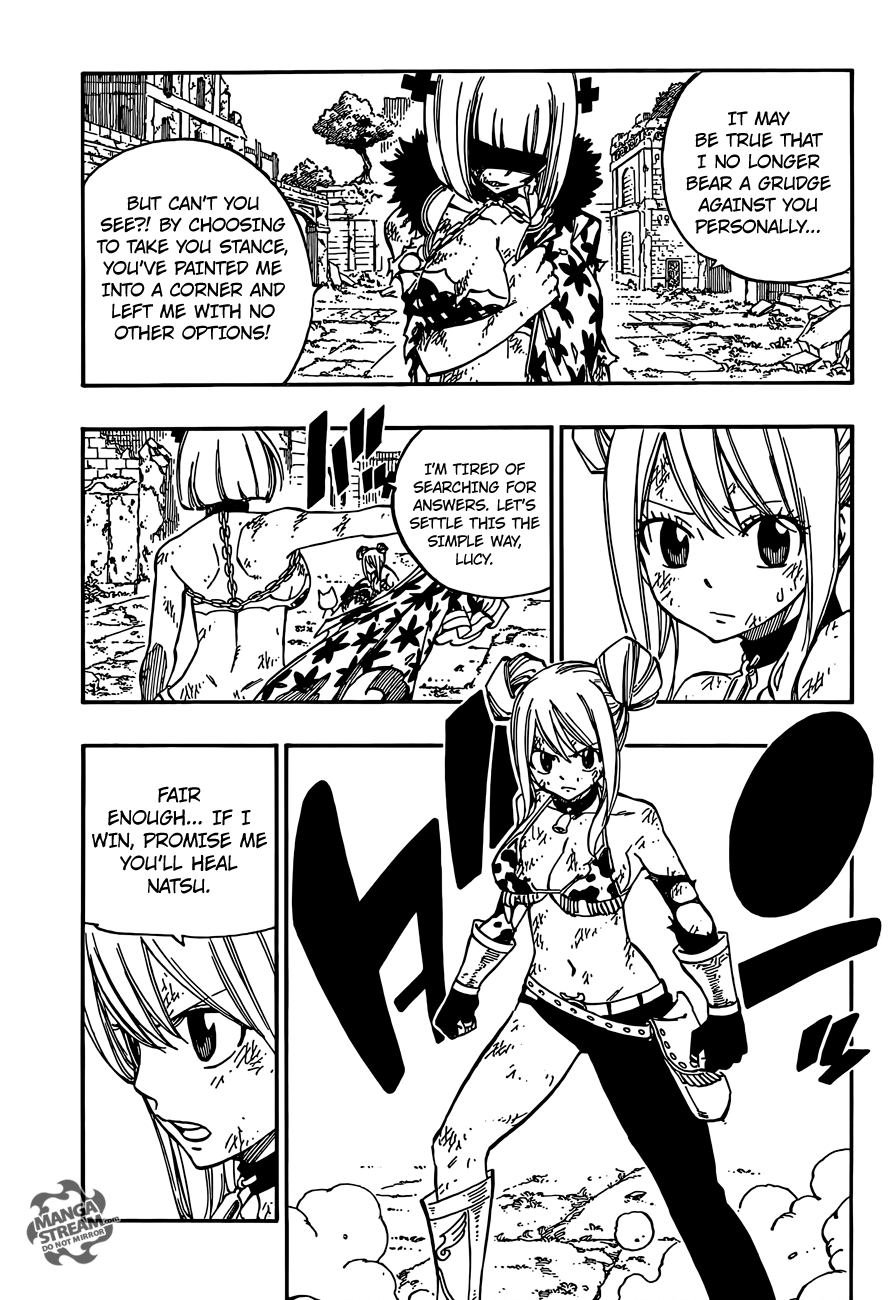 IT MAY
BE TRUE THAT
I NO LONGER
BEAR A GRUDGE
AGAINST YOU
PERSONALLY...
BUT CAN'T YOU
SEE?! BY CHOOSING
TO TAKE YOU STANCE,
YOU'VE PAINTED ME
INTO A CORNER AND
LEFT ME WITH NO
OTHER OPTIONS!
I'M TIRED OF
SEARCHING FOR
ANSWERS. LET'S
SETTLE THIS THE
SIMPLE WAY,
LUCY.
FAIR
ENOUGH... IF I
WIN, PROMISE ME
YOU'LL HEAL
NATSU.
MANGA
STREAM.com
DO NOT MIRROR